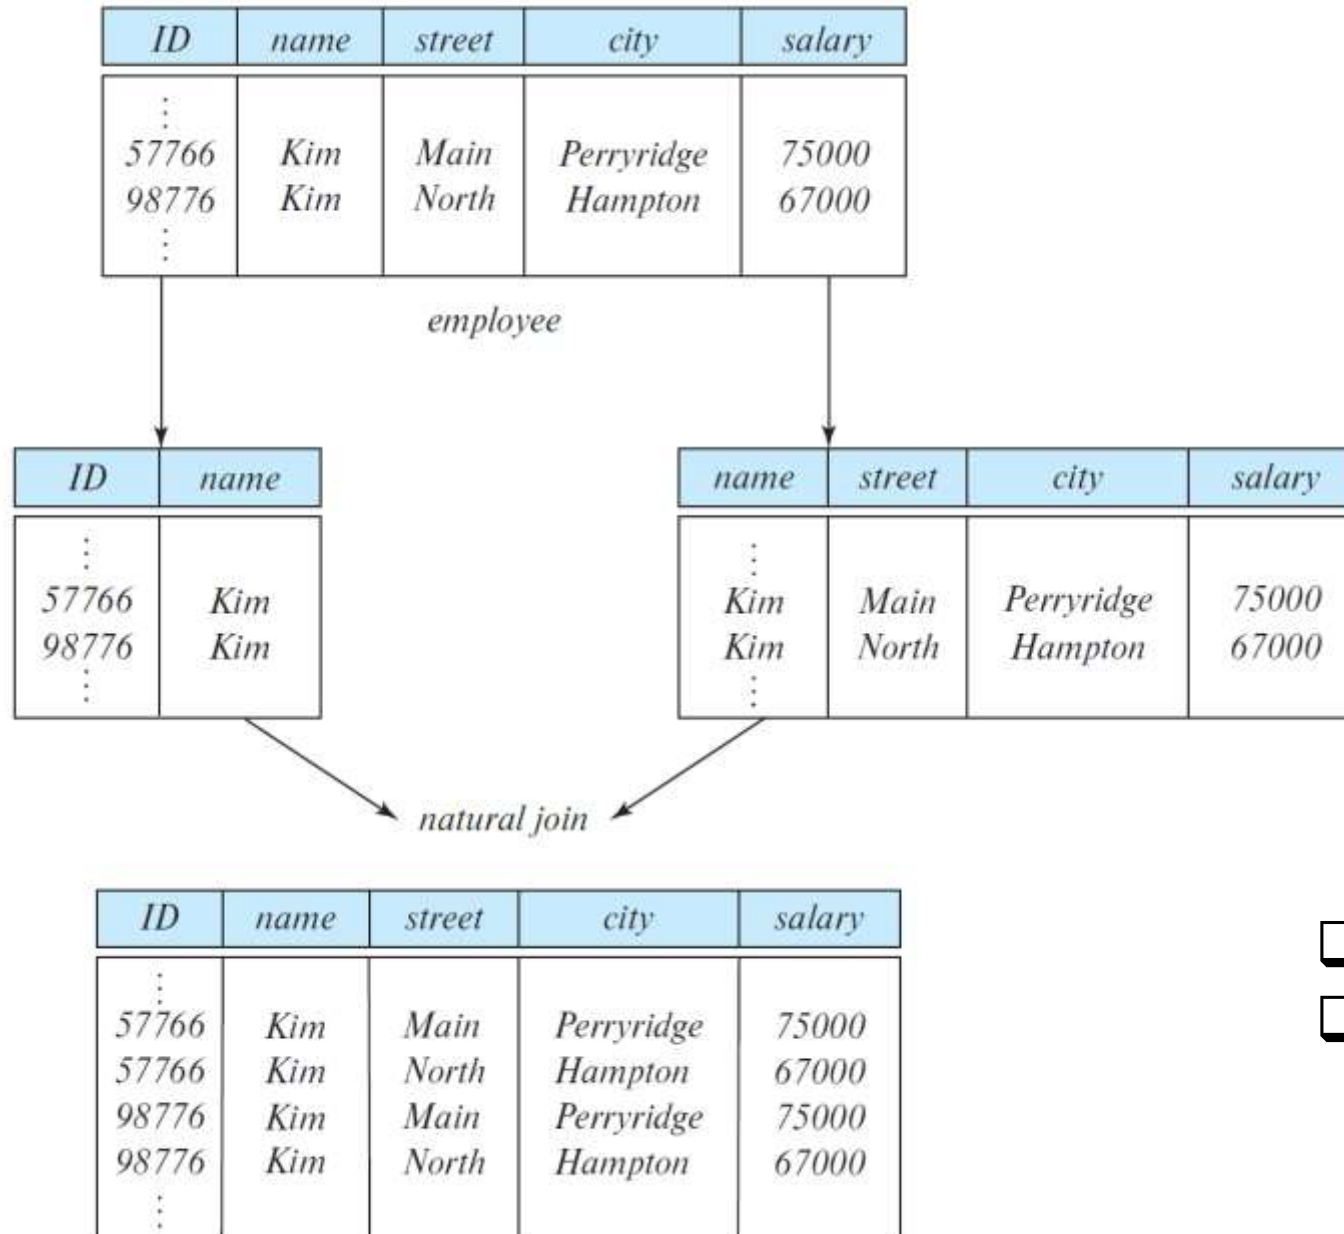 ID name street city salary
⋮
57766 Kim Main Perryridge 75000
98776 Kim North Hampton 67000
⋮
employee
ID name
⋮
57766 Kim
98776 Kim
⋮
name street city salary
⋮
Kim Main Perryridge 75000
Kim North Hampton 67000
⋮
natural join
ID name street city salary
⋮
57766 Kim Main Perryridge 75000
57766 Kim North Hampton 67000
98776 Kim Main Perryridge 75000
98776 Kim North Hampton 67000
⋮